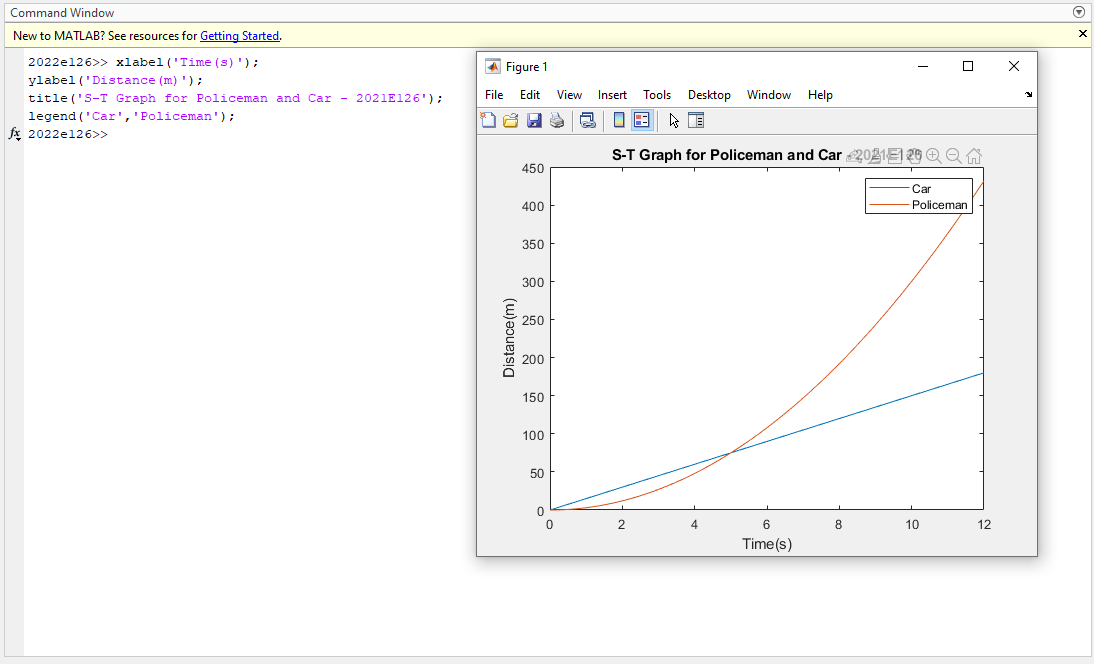 Command Window
New to MATLAB? See resources for Getting Started.
2022e126>> xlabel('Time(s)');
ylabel('Distance(m)');
title('S-T Graph for Policeman and Car - 2021E126');
legend('Car','Policeman');
fx 2022e126>>
Figure 1
File Edit View Insert Tools Desktop Window Help
S-T Graph for Policeman and Car - 2021E126
Car
Policeman
450
400
350
300
250
200
150
100
50
0
Distance(m)
0 2 4 6 8 10 12
Time(s)